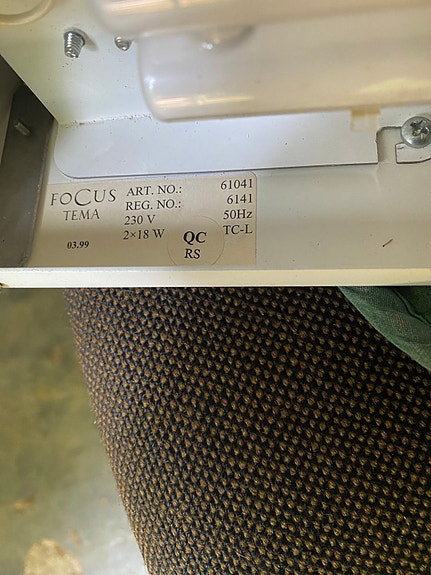 FOCUS
TEMA
03.99
ART. NO.: 61041
REG. NO.: 6141
230 V 50Hz
2×18 W TC-L
QC
RS